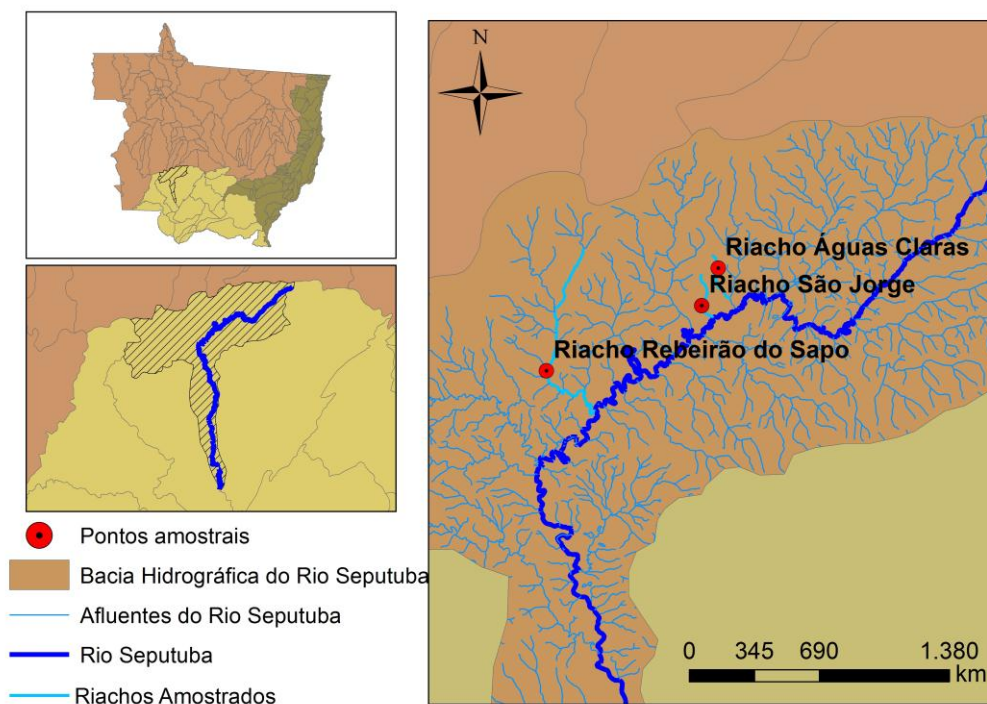 N
Riacho Águas Claras
Riacho São Jorge
Riacho Rebeirão do Sapo
Pontos amostrais
Bacia Hidrográfica do Rio Seputuba
Afluentes do Rio Seputuba
Rio Seputuba
Riachos Amostrados
0 345 690 1.380
km